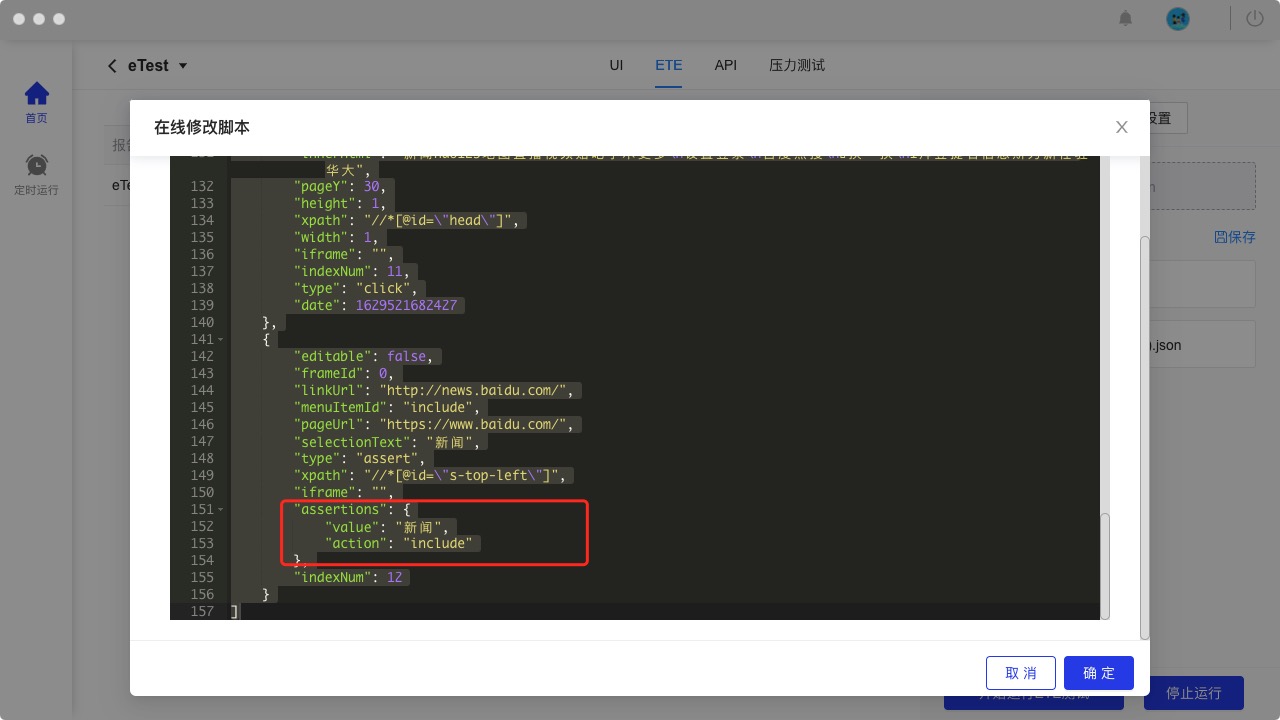 eTest
UI
ETE
API
压力测试
首页
定时运行
报
eTe
在线修改脚本
X
设置
华大",
132 "pageY": 30,
133 "height": 1,
134 "xpath": "//*[@id=\"head\"]",
135 "width": 1,
136 "iframe": "",
137 "indexNum": 11,
138 "type": "click",
139 "date": 1629521682427
140 },
141 {
142 "editable": false,
143 "frameId": 0,
144 "linkUrl": "http://news.baidu.com/",
145 "menuItemId": "include",
146 "pageUrl": "https://www.baidu.com/",
147 "selectionText": "新闻",
148 "type": "assert",
149 "xpath": "//*[@id=\"s-top-left\"]",
150 "iframe": "",
151 "assertions": {
152 "value": "新闻",
153 "action": "include"
154 },
155 "indexNum": 12
156 }
157 ]
保存
).json
取 消
确 定
停止运行